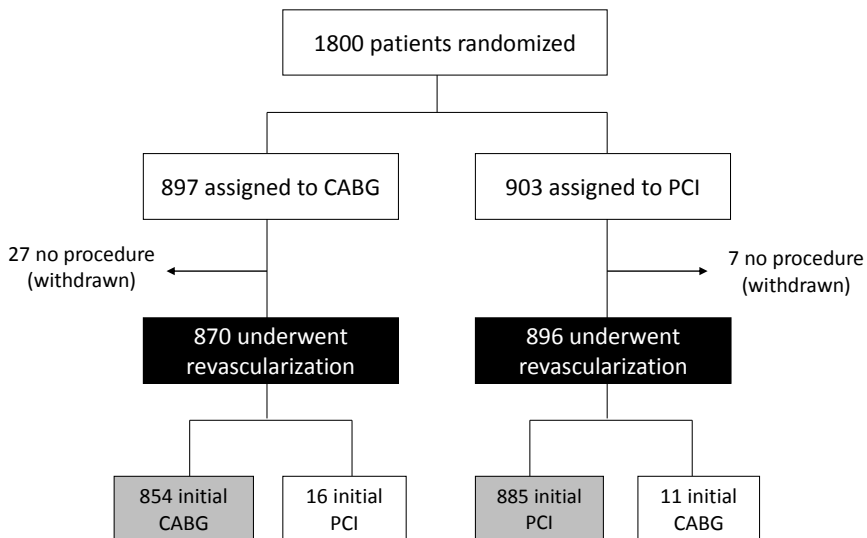 1800 patients randomized
897 assigned to CABG
903 assigned to PCI
27 no procedure
(withdrawn)
7 no procedure
(withdrawn)
870 underwent
revascularization
896 underwent
revascularization
854 initial
CABG
16 initial
PCI
885 initial
PCI
11 initial
CABG